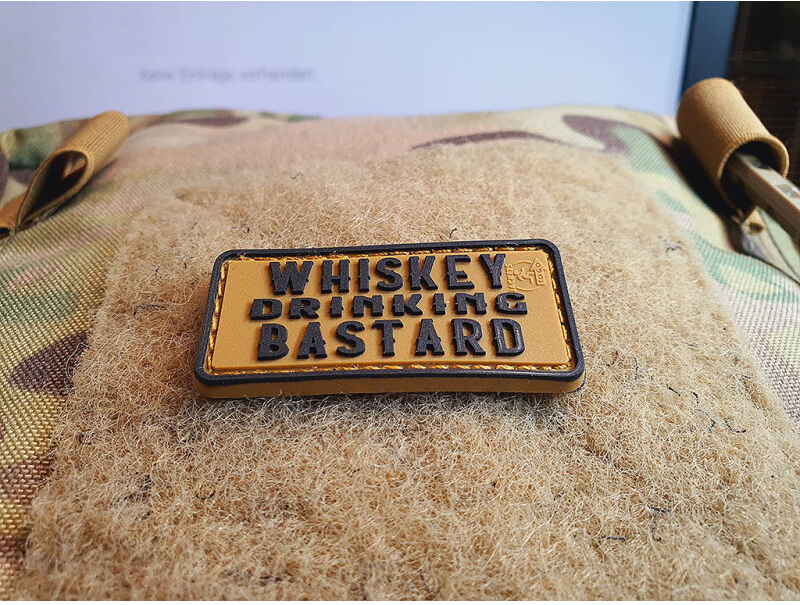 Keine Einträge vorhanden.
WHISKEY
DRINKING
BASTARD